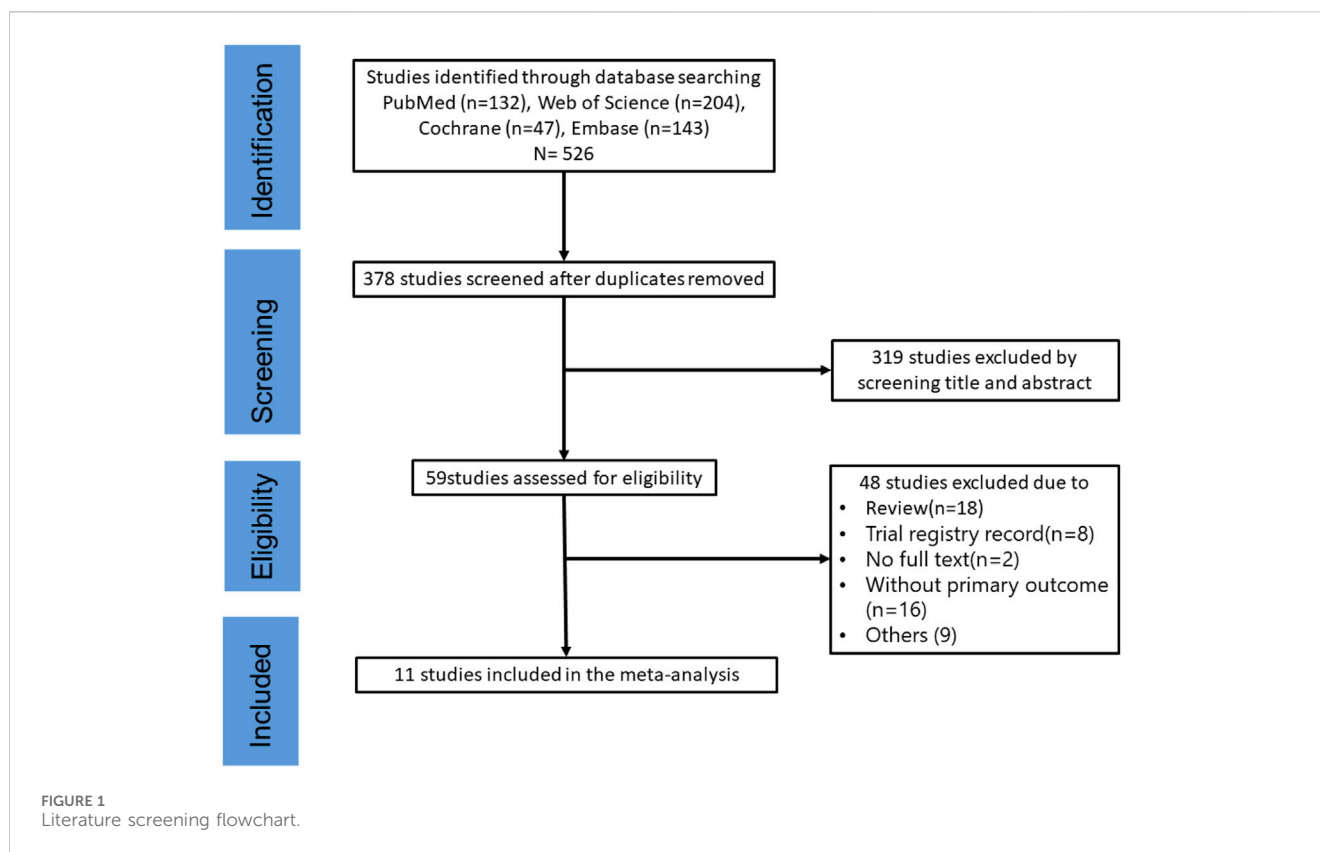 Identification
Studies identified through database searching
PubMed (n=132), Web of Science (n=204),
Cochrane (n=47), Embase (n=143)
N= 526
Screening
378 studies screened after duplicates removed
319 studies excluded by
screening title and abstract
Eligibility
59studies assessed for eligibility
48 studies excluded due to
• Review(n=18)
• Trial registry record(n=8)
• No full text(n=2)
• Without primary outcome
(n=16)
• Others (9)
Included
11 studies included in the meta-analysis
FIGURE 1
Literature screening flowchart.